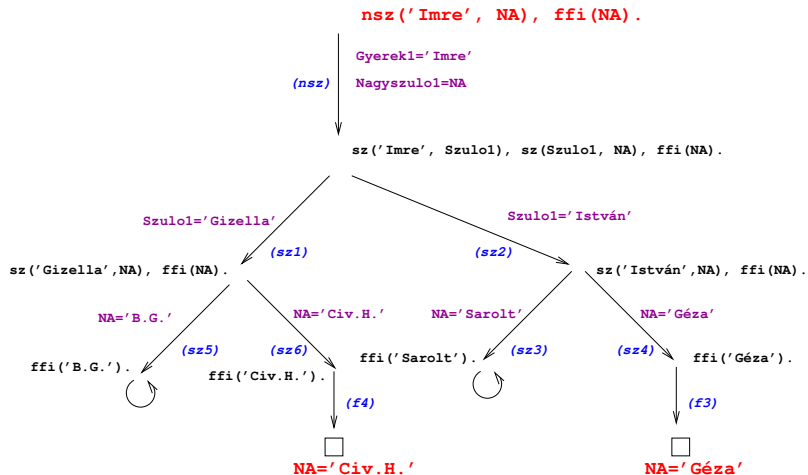 nsz('Imre', NA), ffi(NA).
Gyerek1='Imre'
(nsz)
Nagyszulo1=NA
sz('Imre', Szulo1), sz(Szulo1, NA), ffi(NA).
Szulo1='Gizella'
Szulo1='István'
(sz1)
(sz2)
sz('Gizella',NA), ffi(NA).
sz('István',NA), ffi(NA).
NA='B.G.'
NA='Civ.H.'
NA='Sarolt'
NA='Géza'
(sz5)
(sz6)
(sz3)
(sz4)
ffi('B.G.').
ffi('Civ.H.').
ffi('Sarolt').
ffi('Géza').
(f4)
(f3)
NA='Civ.H.'
NA='Géza'